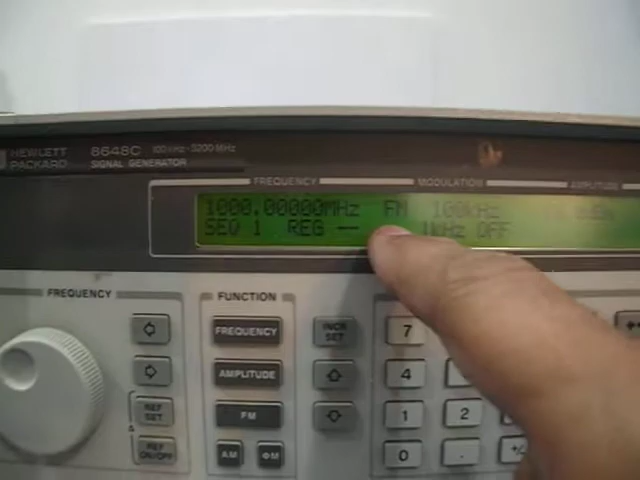 HEWLETT PACKARD
8648C 100 kHz-3200 MHz
SIGNAL GENERATOR
FREQUENCY MODULATION AMPLITUDE
1000.00000MHz FM 100kHz
SEQ 1 REG -- 1kHz OFF
FREQUENCY
FUNCTION
FREQUENCY
INCR SET
7
AMPLITUDE
4
REF SET
FM
1 2
REF ON/OFF
AM ΦM
0 . +/